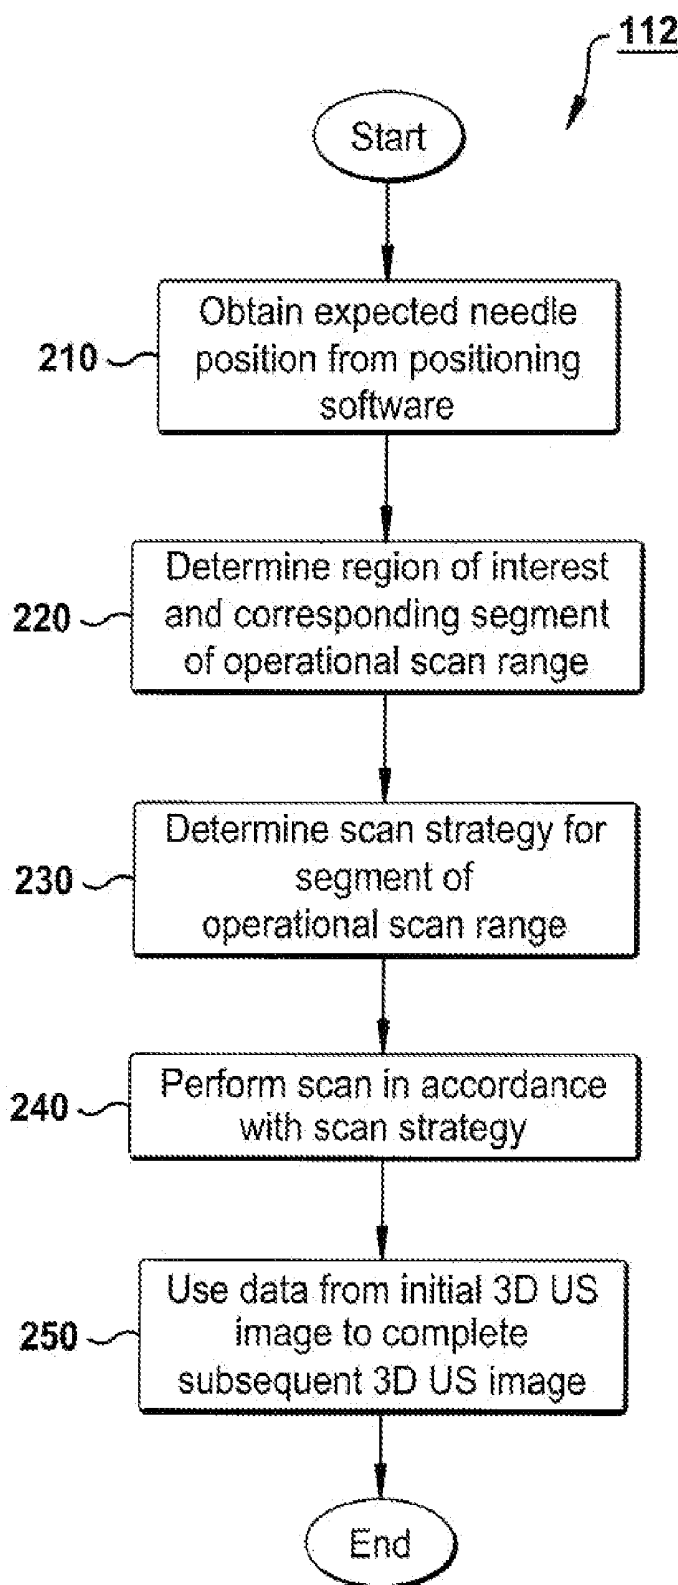 112
Start
210
Obtain expected needle
position from positioning
software
220
Determine region of interest
and corresponding segment
of operational scan range
230
Determine scan strategy for
segment of
operational scan range
240
Perform scan in accordance
with scan strategy
250
Use data from initial 3D US
image to complete
subsequent 3D US image
End